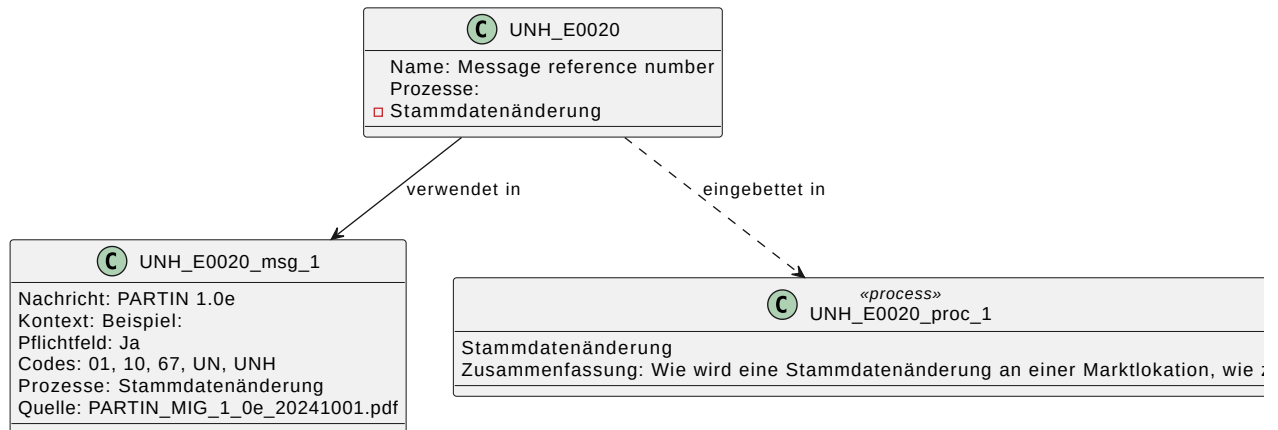 C UNH_E0020
Name: Message reference number
Prozesse:
Stammdatenänderung
verwendet in
eingebettet in
C UNH_E0020_msg_1
Nachricht: PARTIN 1.0e
Kontext: Beispiel:
Pflichtfeld: Ja
Codes: 01, 10, 67, UN, UNH
Prozesse: Stammdatenänderung
Quelle: PARTIN_MIG_1_0e_20241001.pdf
C «process»
UNH_E0020_proc_1
Stammdatenänderung
Zusammenfassung: Wie wird eine Stammdatenänderung an einer Marktlokation, wie